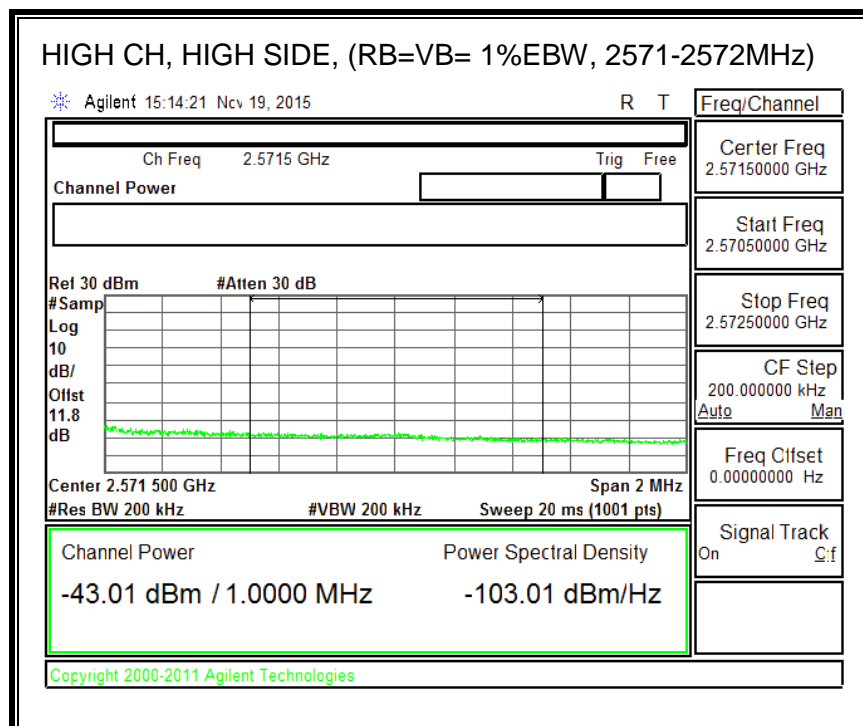 HIGH CH, HIGH SIDE, (RB=VB= 1%EBW, 2571-2572MHz)
Agilent 15:14:21 Nov 19, 2015 R T
Freq/Channel
Ch Freq 2.5715 GHz Trig Free
Channel Power
Center Freq
2.57150000 GHz
Start Freq
2.57050000 GHz
Stop Freq
2.57250000 GHz
CF Step
200.000000 kHz
Auto Man
Freq Offset
0.00000000 Hz
Signal Track
On Off
Ref 30 dBm #Atten 30 dB
#Samp
Log
10
dB/
Offst
11.8
dB
Center 2.571 500 GHz Span 2 MHz
#Res BW 200 kHz #VBW 200 kHz Sweep 20 ms (1001 pts)
Channel Power Power Spectral Density
-43.01 dBm / 1.0000 MHz -103.01 dBm/Hz
Copyright 2000-2011 Agilent Technologies